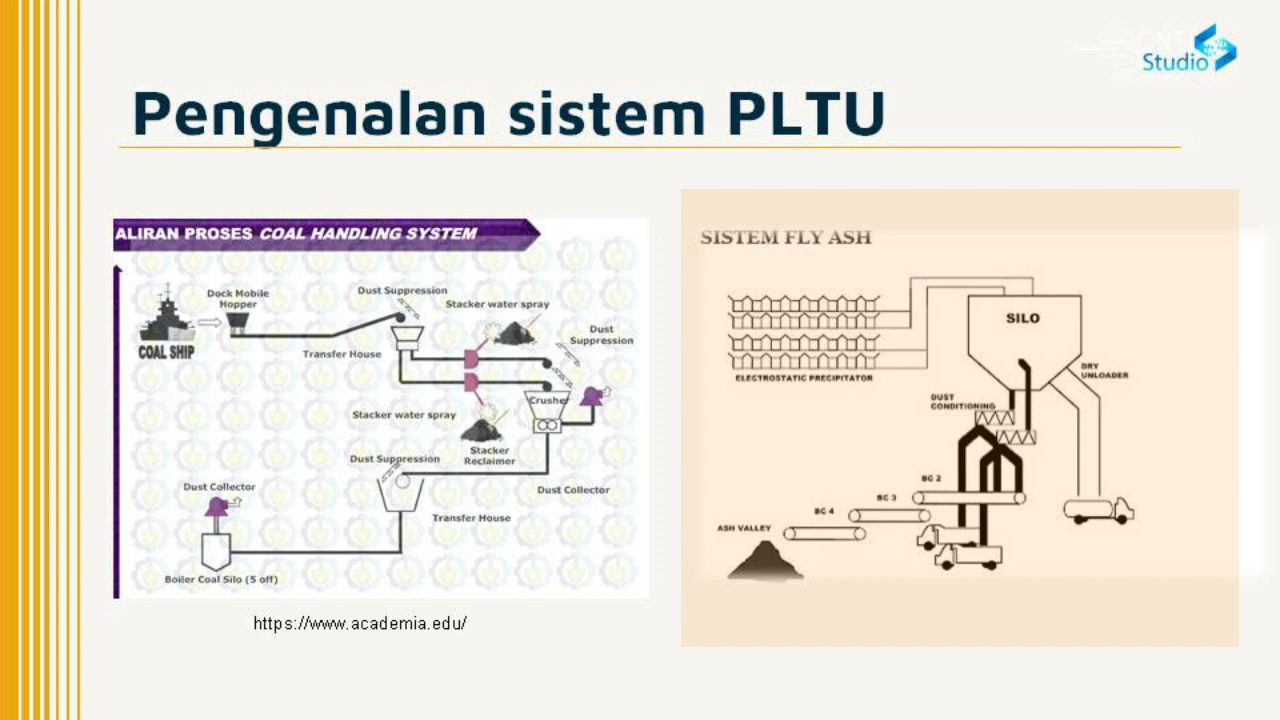 Studio
Pengenalan sistem PLTU
ALIRAN PROSES COAL HANDLING SYSTEM
Dock Mobile
Hopper
Dust Suppression
Stacker water spray
COAL SHIP
Transfer House
Dust
Suppression
Crusher
Stacker water spray
Stacker
Reclaimer
Dust Suppression
Dust Collector
Dust Collector
Transfer House
Boiler Coal Silo (5 off)
https://www.academia.edu/
SISTEM FLY ASH
SILO
ELECTROSTATIC PRECIPITATOR
DRY
UNLOADER
DUST
CONDITIONING
BC 2
BC 3
BC 4
ASH VALLEY